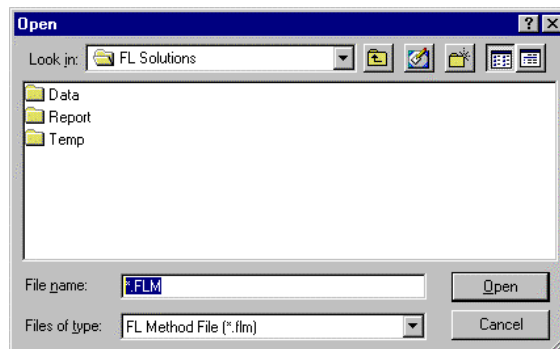 Open
Look in: FL Solutions
Data
Report
Temp
File name: *.FLM Open
Files of type: FL Method File (*.flm) Cancel